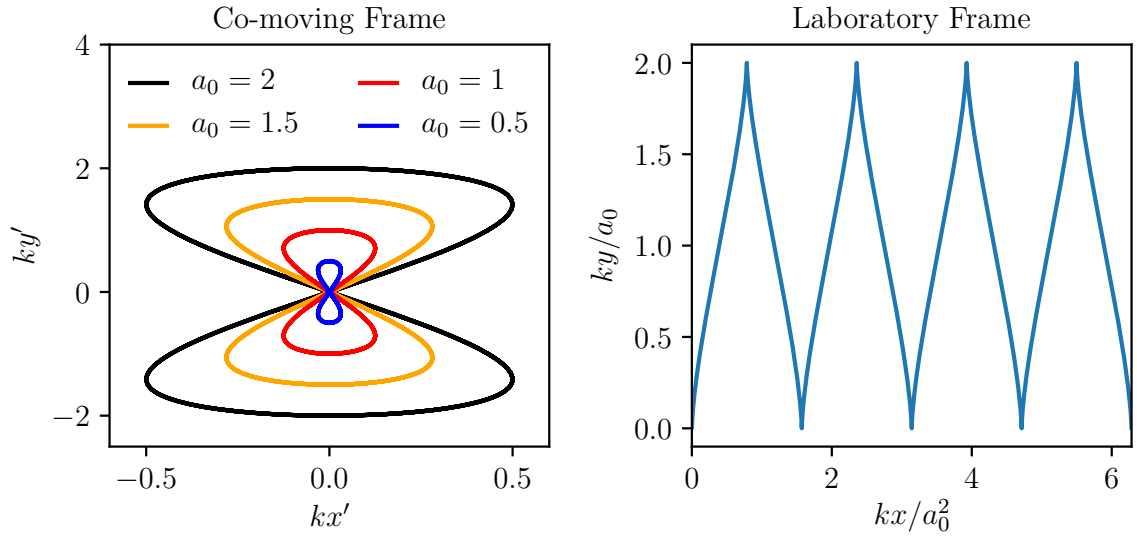 Co-moving Frame
4
2
0
−2
ky′
a₀ = 2
a₀ = 1.5
a₀ = 1
a₀ = 0.5
−0.5
0.0
0.5
kx′
Laboratory Frame
2.0
1.5
1.0
0.5
0.0
ky/a₀
0
2
4
6
kx/a₀²